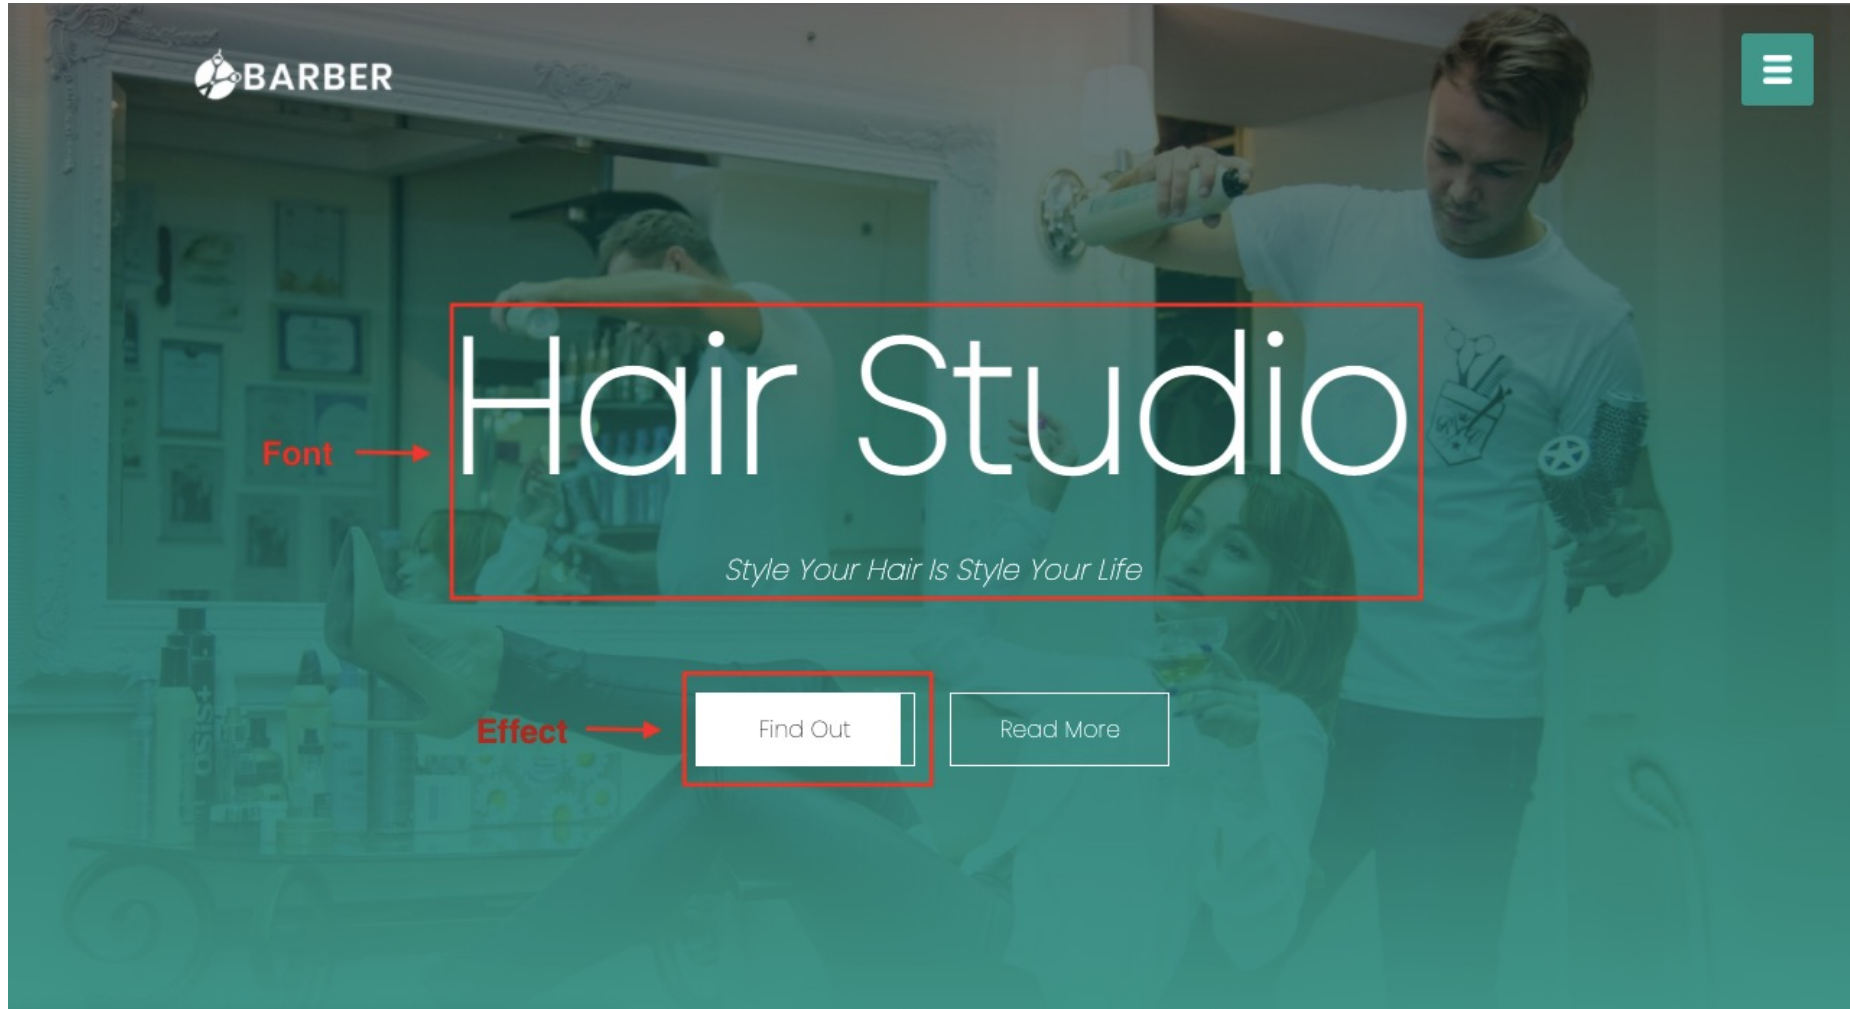 BARBER
Hair Studio
Font
Style Your Hair Is Style Your Life
Effect
Find Out
Read More